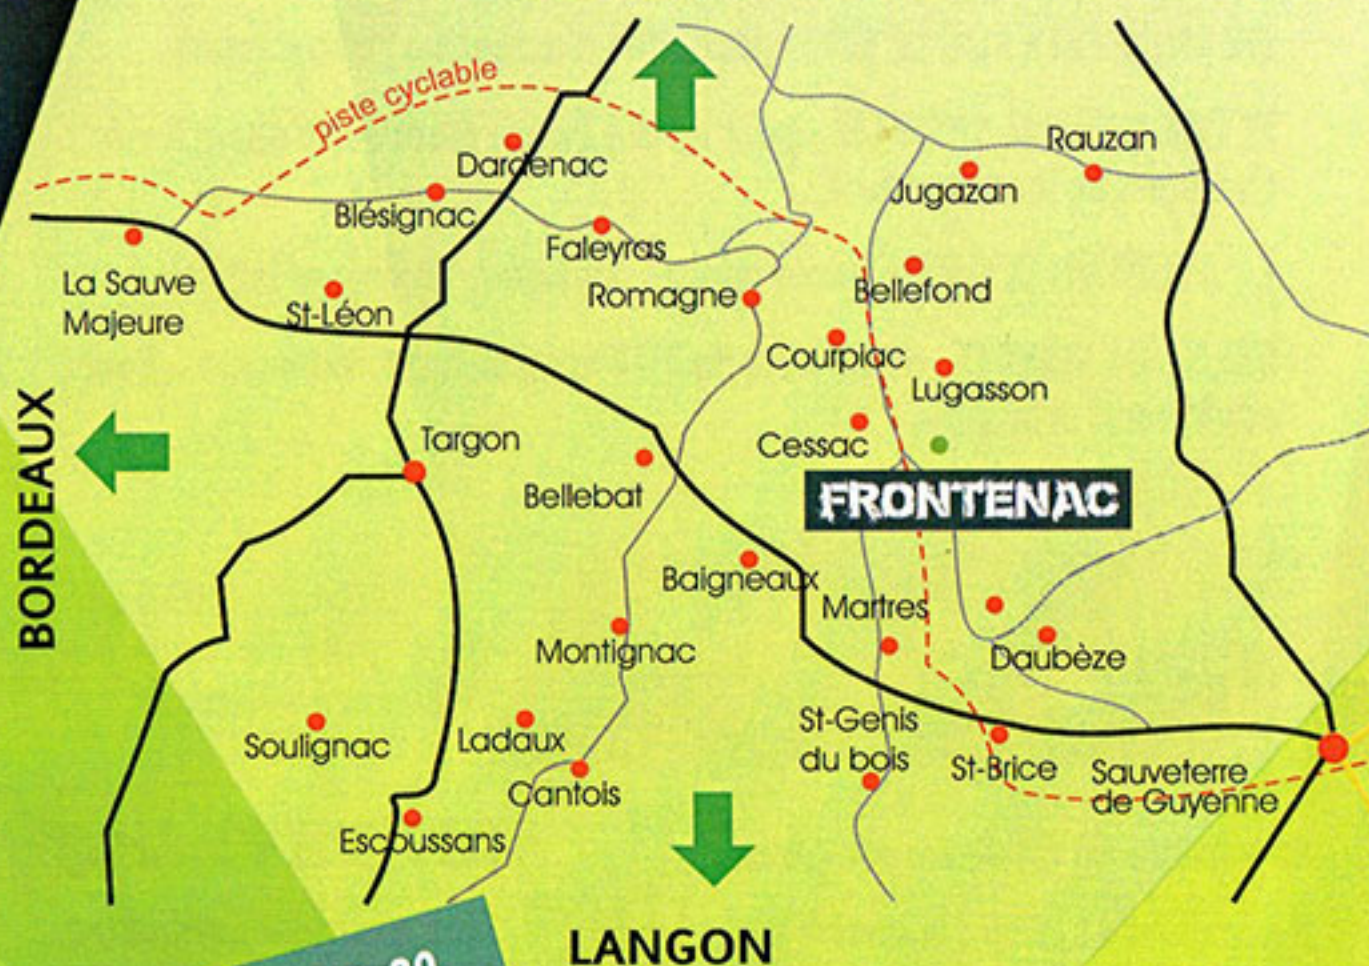 piste cyclable
Dardenac
Rauzan
Jugazan
Blésignac
Faleyras
La Sauve
Majeure
St-Léon
Romagne
Bellefond
Courpiac
Lugasson
BORDEAUX
Targon
Cessac
Bellebat
FRONTENAC
Baigneaux
Martres
Montignac
Daubèze
Soulignac
Ladaux
St-Genis
du bois
St-Brice
Sauveterre
de Guyenne
Cantois
Escoussans
LANGON